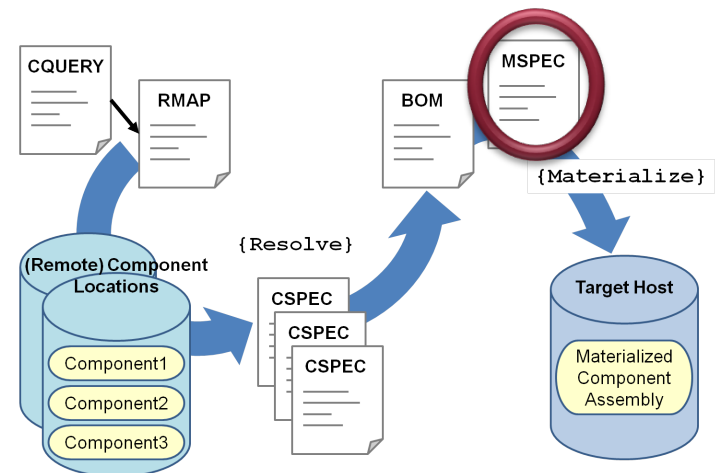 CQUERY
RMAP
BOM
MSPEC
{Materialize}
{Resolve}
(Remote) Component
Locations
Component1
Component2
Component3
CSPEC
CSPEC
CSPEC
Target Host
Materialized
Component
Assembly